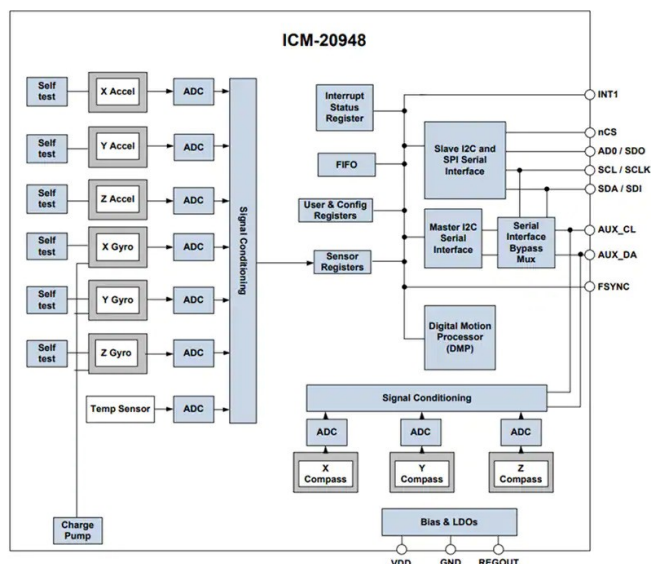 ICM-20948
Self
test
X Accel
ADC
Self
test
Y Accel
ADC
Self
test
Z Accel
ADC
Self
test
X Gyro
ADC
Self
test
Y Gyro
ADC
Self
test
Z Gyro
ADC
Temp Sensor
ADC
Charge
Pump
Signal Conditioning
Interrupt
Status
Register
FIFO
User & Config
Registers
Sensor
Registers
Slave I2C and
SPI Serial
Interface
Master I2C
Serial
Interface
Serial
Interface
Bypass
Mux
Digital Motion
Processor
(DMP)
INT1
nCS
AD0 / SDO
SCL / SCLK
SDA / SDI
AUX_CL
AUX_DA
FSYNC
Signal Conditioning
ADC
ADC
ADC
X
Compass
Y
Compass
Z
Compass
Bias & LDOs
VDD
GND
REGOUT